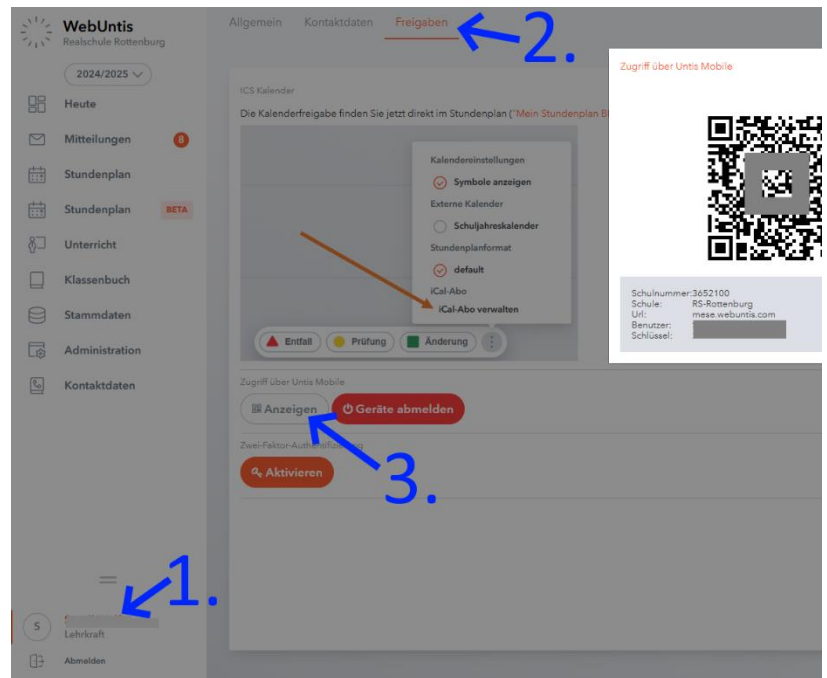 WebUntis
Realschule Rottenburg
2024/2025
Heute
Mitteilungen 8
Stundenplan
Stundenplan BETA
Unterricht
Klassenbuch
Stammdaten
Administration
Kontaktdaten
1.
S
Lehrkraft
Abmelden
Allgemein Kontaktdaten Freigaben
2.
ICS Kalender
Die Kalenderfreigabe finden Sie jetzt direkt im Stundenplan ("Mein Stundenplan
Kalendereinstellungen
Symbole anzeigen
Externe Kalender
Schuljahreskalender
Stundenplanformat
default
iCal-Abo
iCal-Abo verwalten
Entfall Prüfung Änderung
Zugriff über Untis Mobile
Anzeigen Geräte abmelden
3.
Zwei-Faktor-Authentifizierung
Aktivieren
Zugriff über Untis Mobile
Schulnummer:3652100
Schule: RS-Rottenburg
Url: mese.webuntis.com
Benutzer:
Schlüssel: